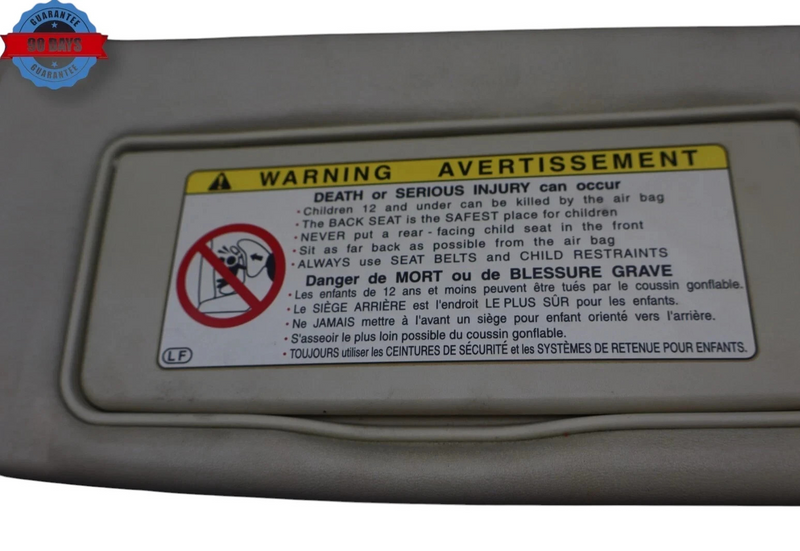 GUARANTEE
90 DAYS
GUARANTEE
WARNING AVERTISSEMENT
DEATH or SERIOUS INJURY can occur
• Children 12 and under can be killed by the air bag
• The BACK SEAT is the SAFEST place for children
• NEVER put a rear - facing child seat in the front
• Sit as far back as possible from the air bag
• ALWAYS use SEAT BELTS and CHILD RESTRAINTS
Danger de MORT ou de BLESSURE GRAVE
• Les enfants de 12 ans et moins peuvent être tués par le coussin gonflable.
• Le SIÈGE ARRIÈRE est l'endroit LE PLUS SÛR pour les enfants.
• Ne JAMAIS mettre à l'avant un siège pour enfant orienté vers l'arrière.
• S'asseoir le plus loin possible du coussin gonflable.
• TOUJOURS utiliser les CEINTURES DE SÉCURITÉ et les SYSTÈMES DE RETENUE POUR ENFANTS.
LF